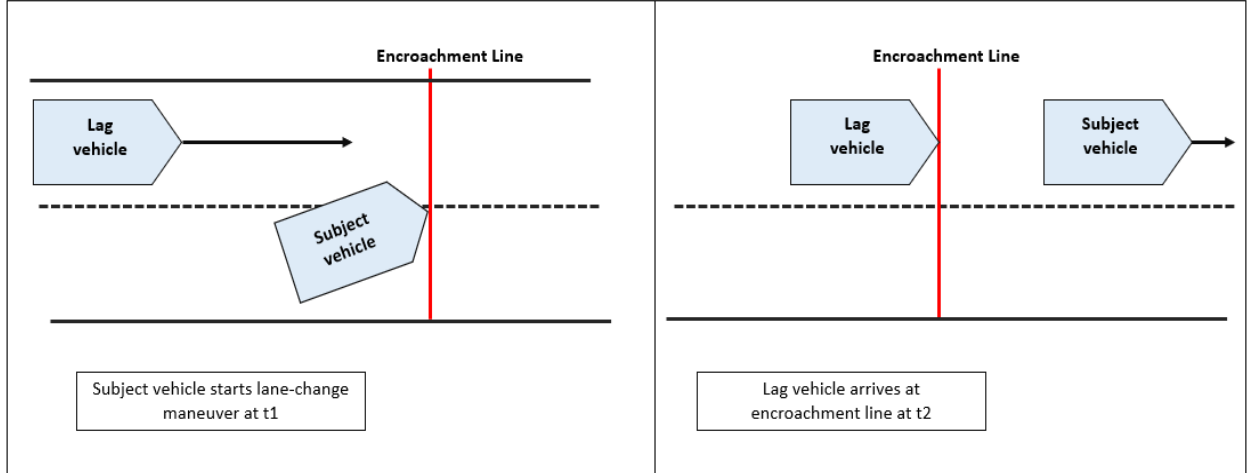 Encroachment Line
Lag
vehicle
Subject
vehicle
Subject vehicle starts lane-change
maneuver at t1
Encroachment Line
Lag
vehicle
Subject
vehicle
Lag vehicle arrives at
encroachment line at t2